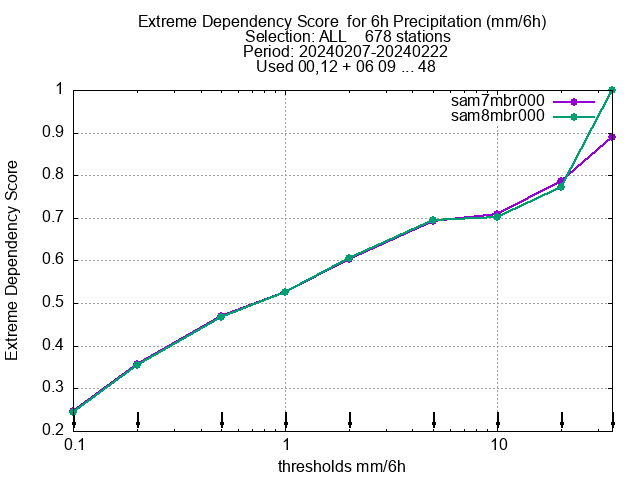 Extreme Dependency Score  for 6h Precipitation (mm/6h)
Selection: ALL    678 stations
Period: 20240207-20240222
Used 00,12 + 06 09 ... 48
sam7mbr000
sam8mbr000
1
0.9
0.8
0.7
0.6
0.5
0.4
0.3
0.2
Extreme Dependency Score
0.1
1
10
thresholds mm/6h